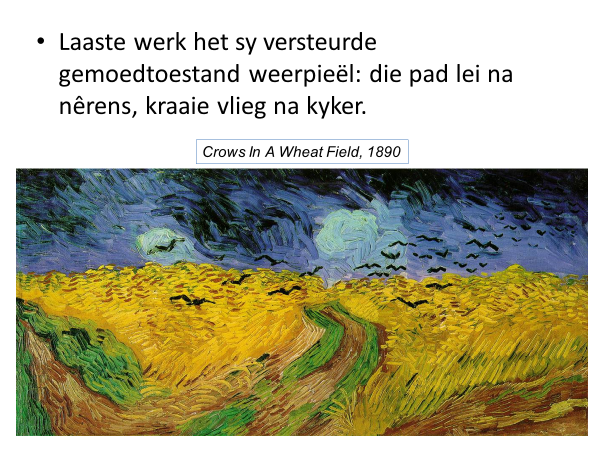 • Laaste werk het sy versteurde
gemoedtoestand weerpieël: die pad lei na
nêrens, kraaie vlieg na kyker.
Crows In A Wheat Field, 1890